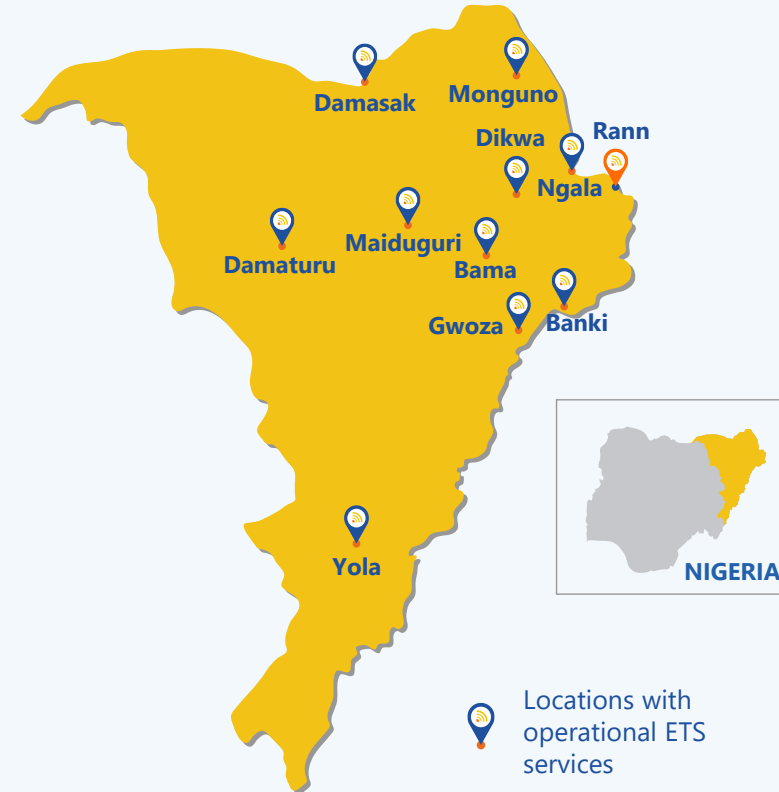 Damasak
Monguno
Dikwa
Rann
Ngala
Maiduguri
Damaturu
Bama
Gwoza
Banki
Yola
NIGERIA
Locations with
operational ETS
services